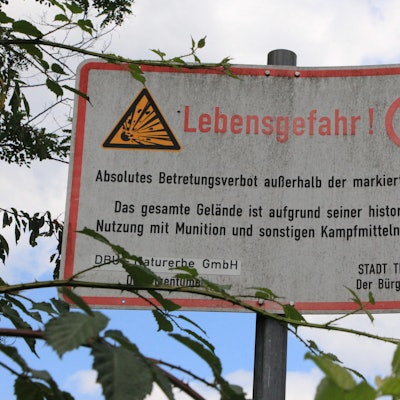 Lebensgefahr !
Absolutes Betretungsverbot außerhalb der markier
Das gesamte Gelände ist aufgrund seiner histor
Nutzung mit Munition und sonstigen Kampfmitteln
DBU Naturerbe GmbH
STADT T
Der Bürg